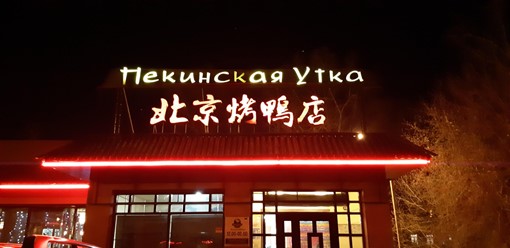 Пекинская Утка
北京烤鴨店